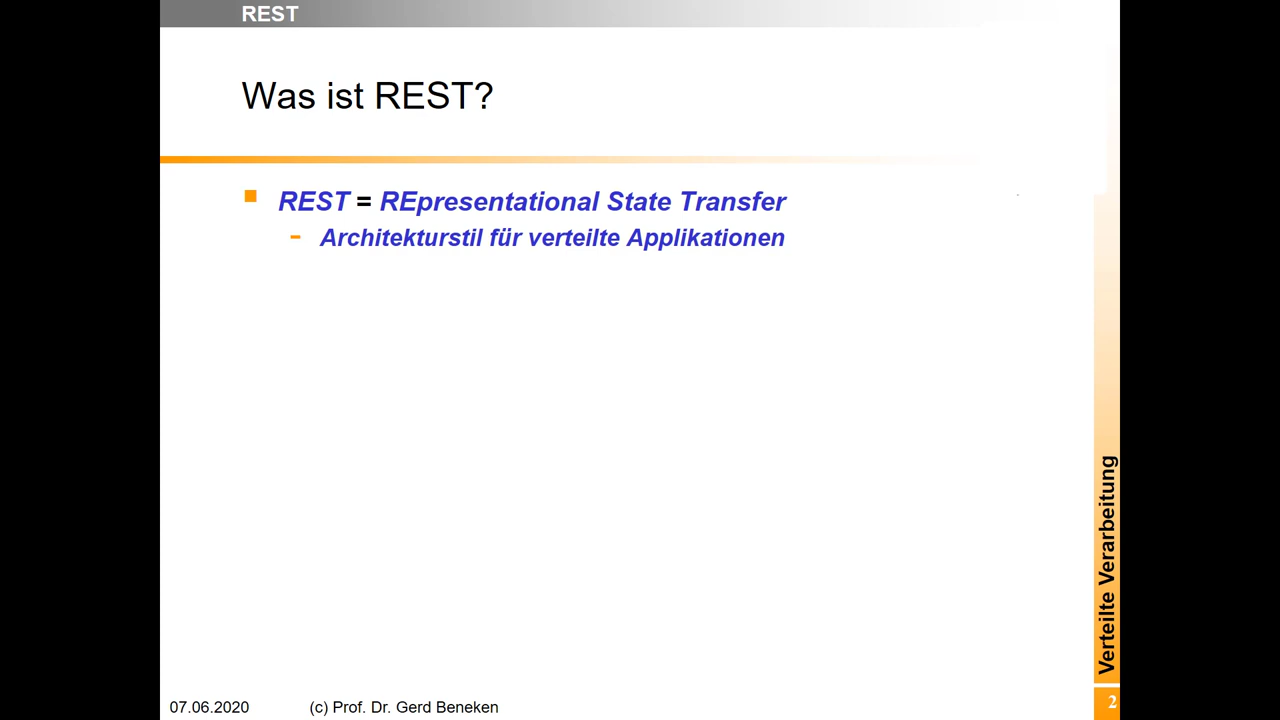 REST
Was ist REST?
REST = REpresentational State Transfer
- Architekturstil für verteilte Applikationen
Verteilte Verarbeitung
07.06.2020 (c) Prof. Dr. Gerd Beneken
2